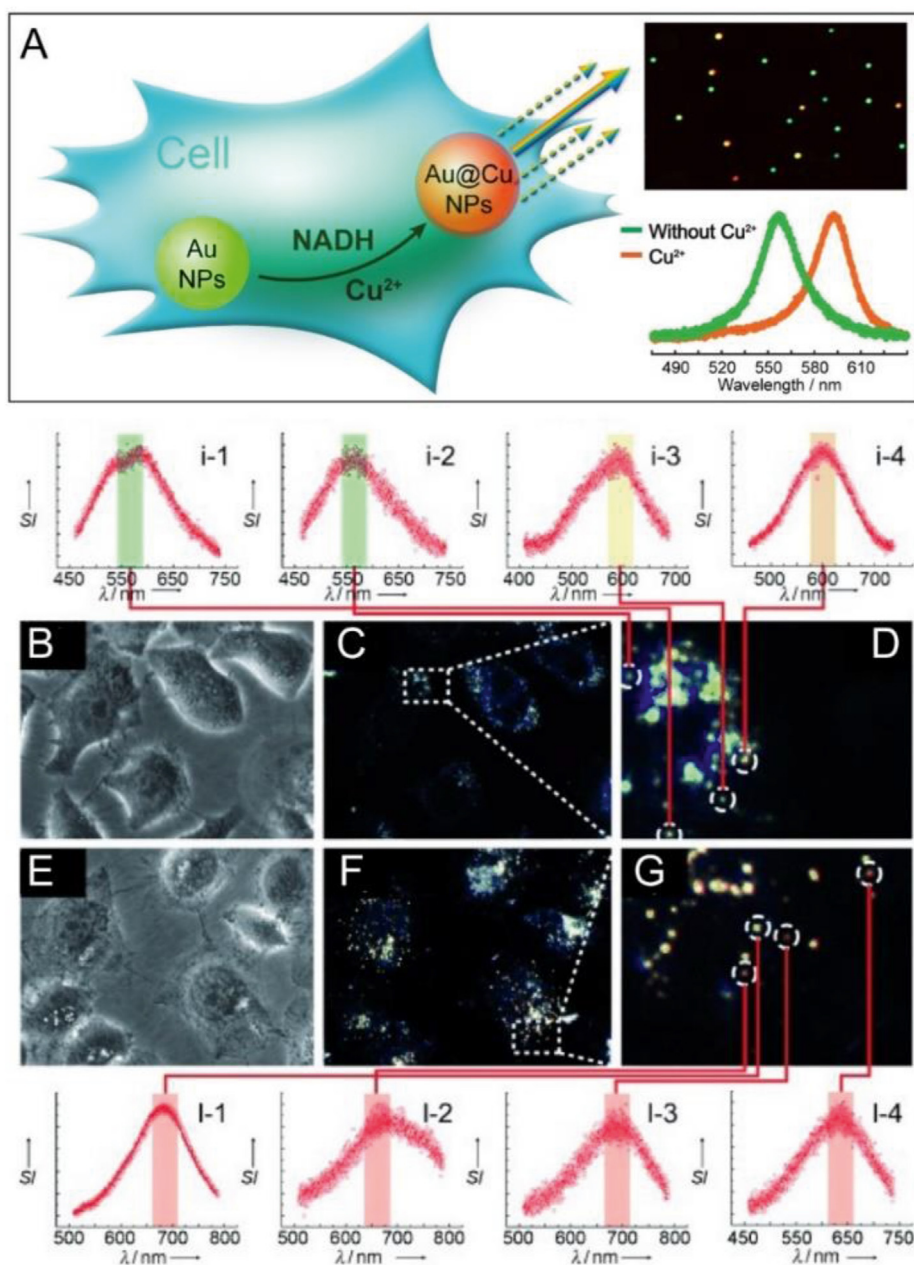 A
Cell
Au
NPs
NADH
Cu²⁺
Au@Cu
NPs
Without Cu²⁺
Cu²⁺
490 520 550 580 610
Wavelength / nm
i-1
i-2
i-3
i-4
SI
SI
SI
SI
450 550 650 750
450 550 650 750
400 500 600 700
500 600 700
λ / nm
λ / nm
λ / nm
λ / nm
B
C
D
E
F
G
I-1
I-2
I-3
I-4
SI
SI
SI
SI
500 600 700 800
500 600 700 800
500 600 700 800
450 550 650 750
λ / nm
λ / nm
λ / nm
λ / nm